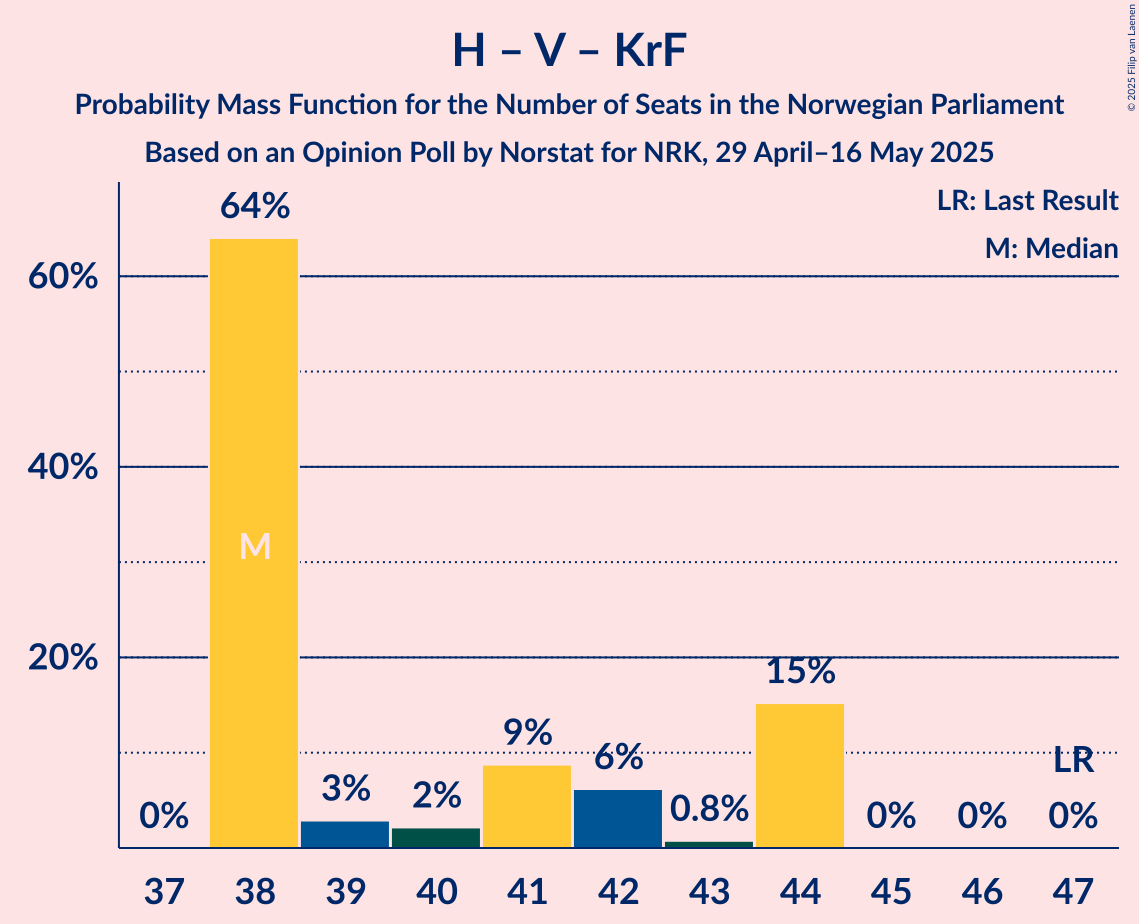 H – V – KrF
Probability Mass Function for the Number of Seats in the Norwegian Parliament
Based on an Opinion Poll by Norstat for NRK, 29 April–16 May 2025
© 2025 Filip van Laenen
LR: Last Result
M: Median
60%
40%
20%
0%
64%
M
3%
2%
9%
6%
0.8%
15%
0%
0%
LR
0%
37 38 39 40 41 42 43 44 45 46 47